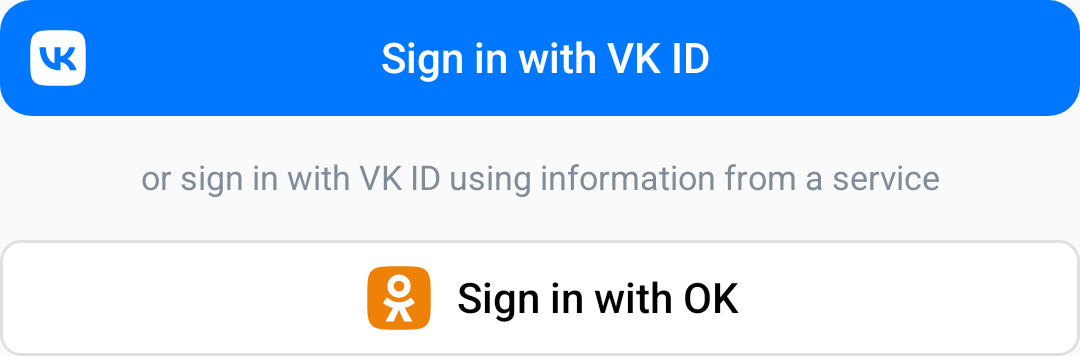 Sign in with VK ID
or sign in with VK ID using information from a service
Sign in with OK